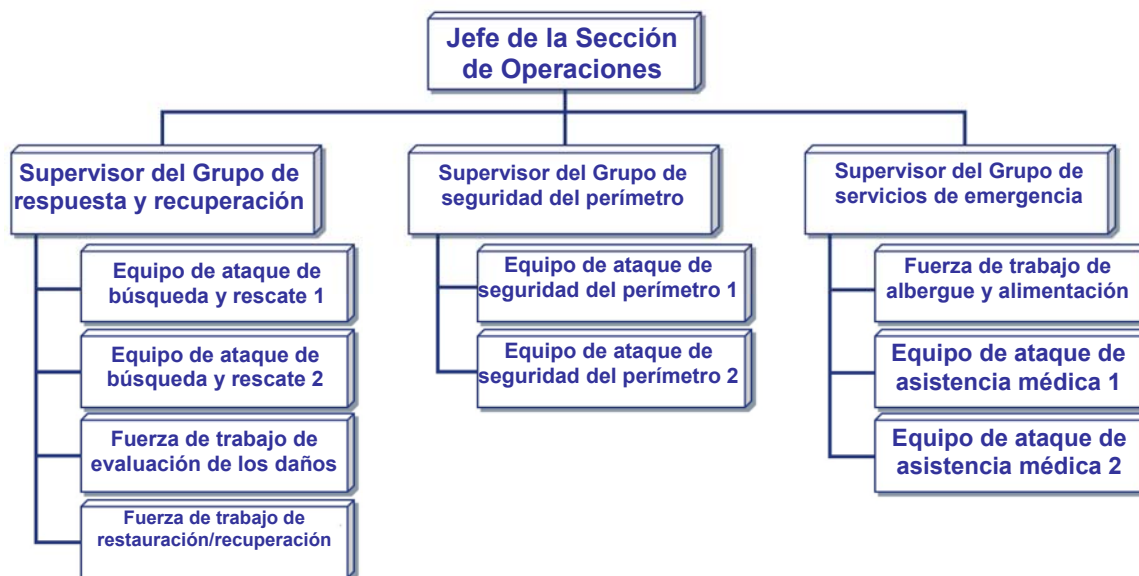 Jefe de la Sección
de Operaciones
Supervisor del Grupo de
respuesta y recuperación
Equipo de ataque de
búsqueda y rescate 1
Equipo de ataque de
búsqueda y rescate 2
Fuerza de trabajo de
evaluación de los daños
Fuerza de trabajo de
restauración/recuperación
Supervisor del Grupo de
seguridad del perímetro
Equipo de ataque de
seguridad del perímetro 1
Equipo de ataque de
seguridad del perímetro 2
Supervisor del Grupo de
servicios de emergencia
Fuerza de trabajo de
albergue y alimentación
Equipo de ataque de
asistencia médica 1
Equipo de ataque de
asistencia médica 2